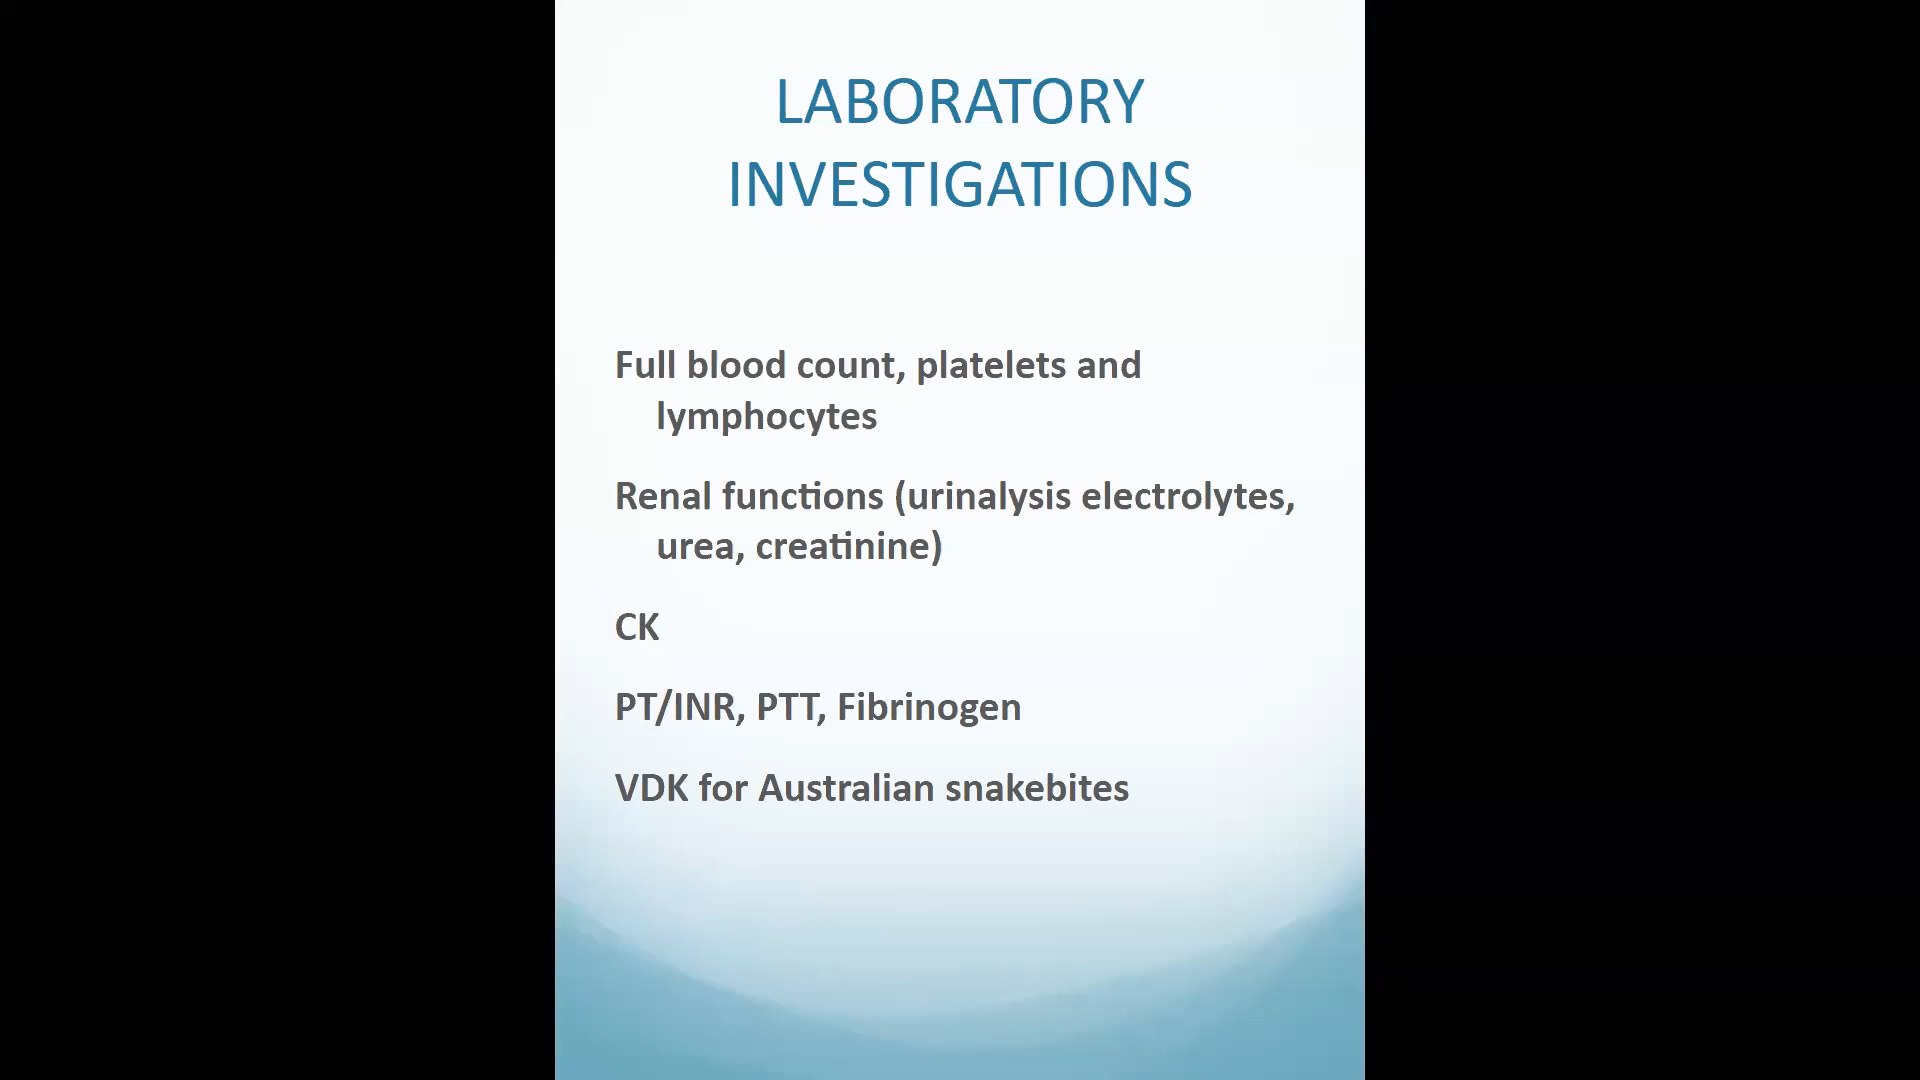 LABORATORY
INVESTIGATIONS
Full blood count, platelets and
lymphocytes
Renal functions (urinalysis electrolytes,
urea, creatinine)
CK
PT/INR, PTT, Fibrinogen
VDK for Australian snakebites